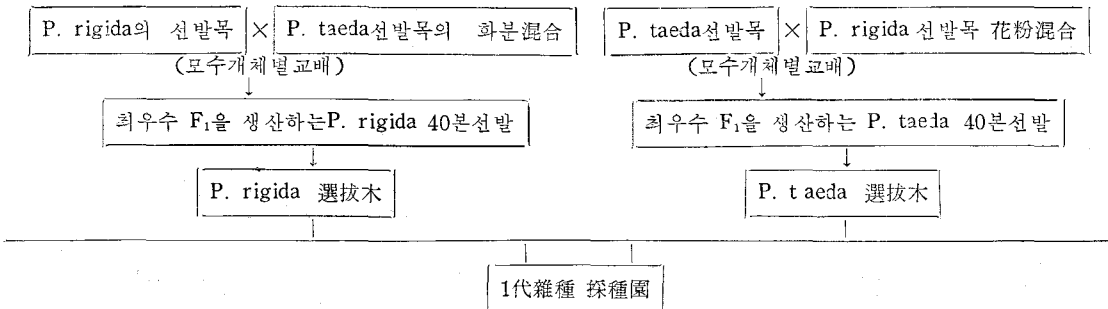 P. rigida의 선발목 × P. taeda선발목의 화분混合
(모수개체별교배)
최우수 F₁을 생산하는P. rigida 40본선발
P. rigida 選拔木
P. taeda선발목 × P. rigida 선발목 花粉混合
(모수개체별교배)
최우수 F₁을 생산하는 P. taeda 40본선발
P. taeda 選拔木
1代雜種 採種園